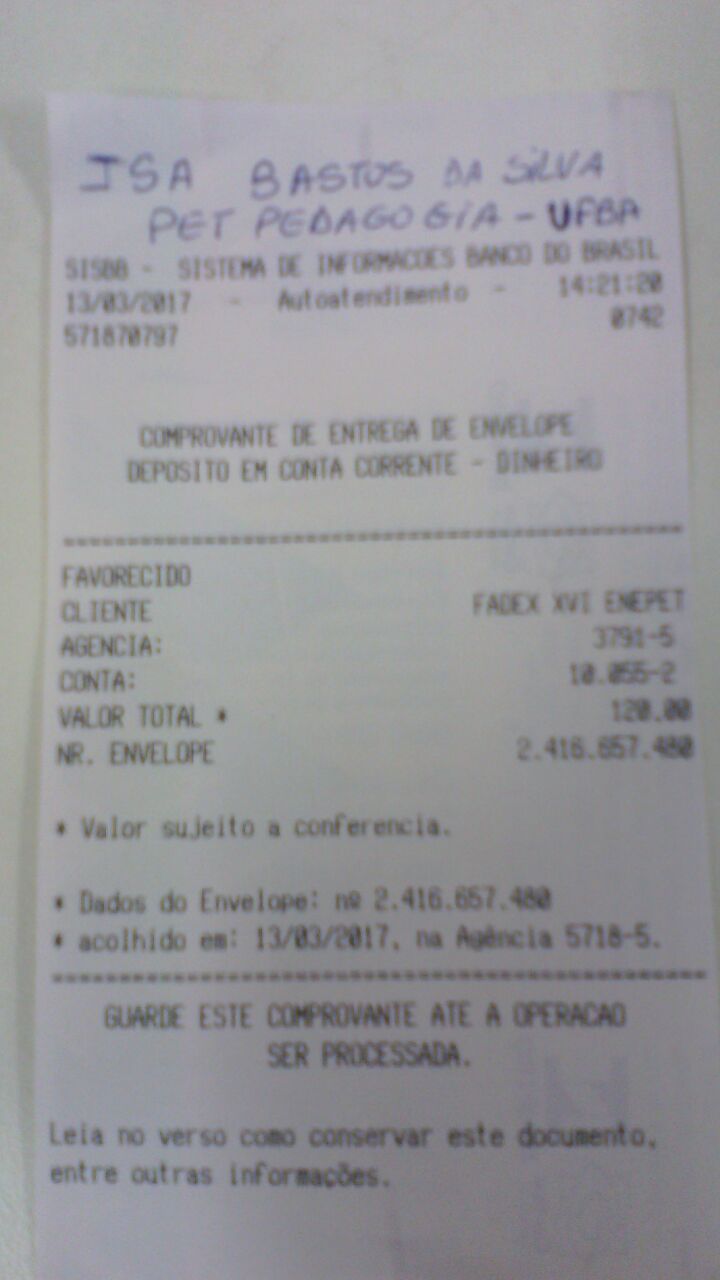 ISA BASTOS DA SILVA
PET PEDAGOGIA - UFBA
SISBB - SISTEMA DE INFORMACOES BANCO DO BRASIL
13/03/2017 - Autoatendimento - 14:21:20
571870797 0742
COMPROVANTE DE ENTREGA DE ENVELOPE
DEPOSITO EM CONTA CORRENTE - DINHEIRO
FAVORECIDO
CLIENTE FADEX XVI ENEPET
AGENCIA: 3791-5
CONTA: 10.055-2
VALOR TOTAL * 120.00
NR. ENVELOPE 2.416.657.480
* Valor sujeito a conferencia.
* Dados do Envelope: nº 2.416.657.480
* acolhido em: 13/03/2017, na Agência 5718-5.
GUARDE ESTE COMPROVANTE ATE A OPERACAO
SER PROCESSADA.
Leia no verso como conservar este documento,
entre outras informações.